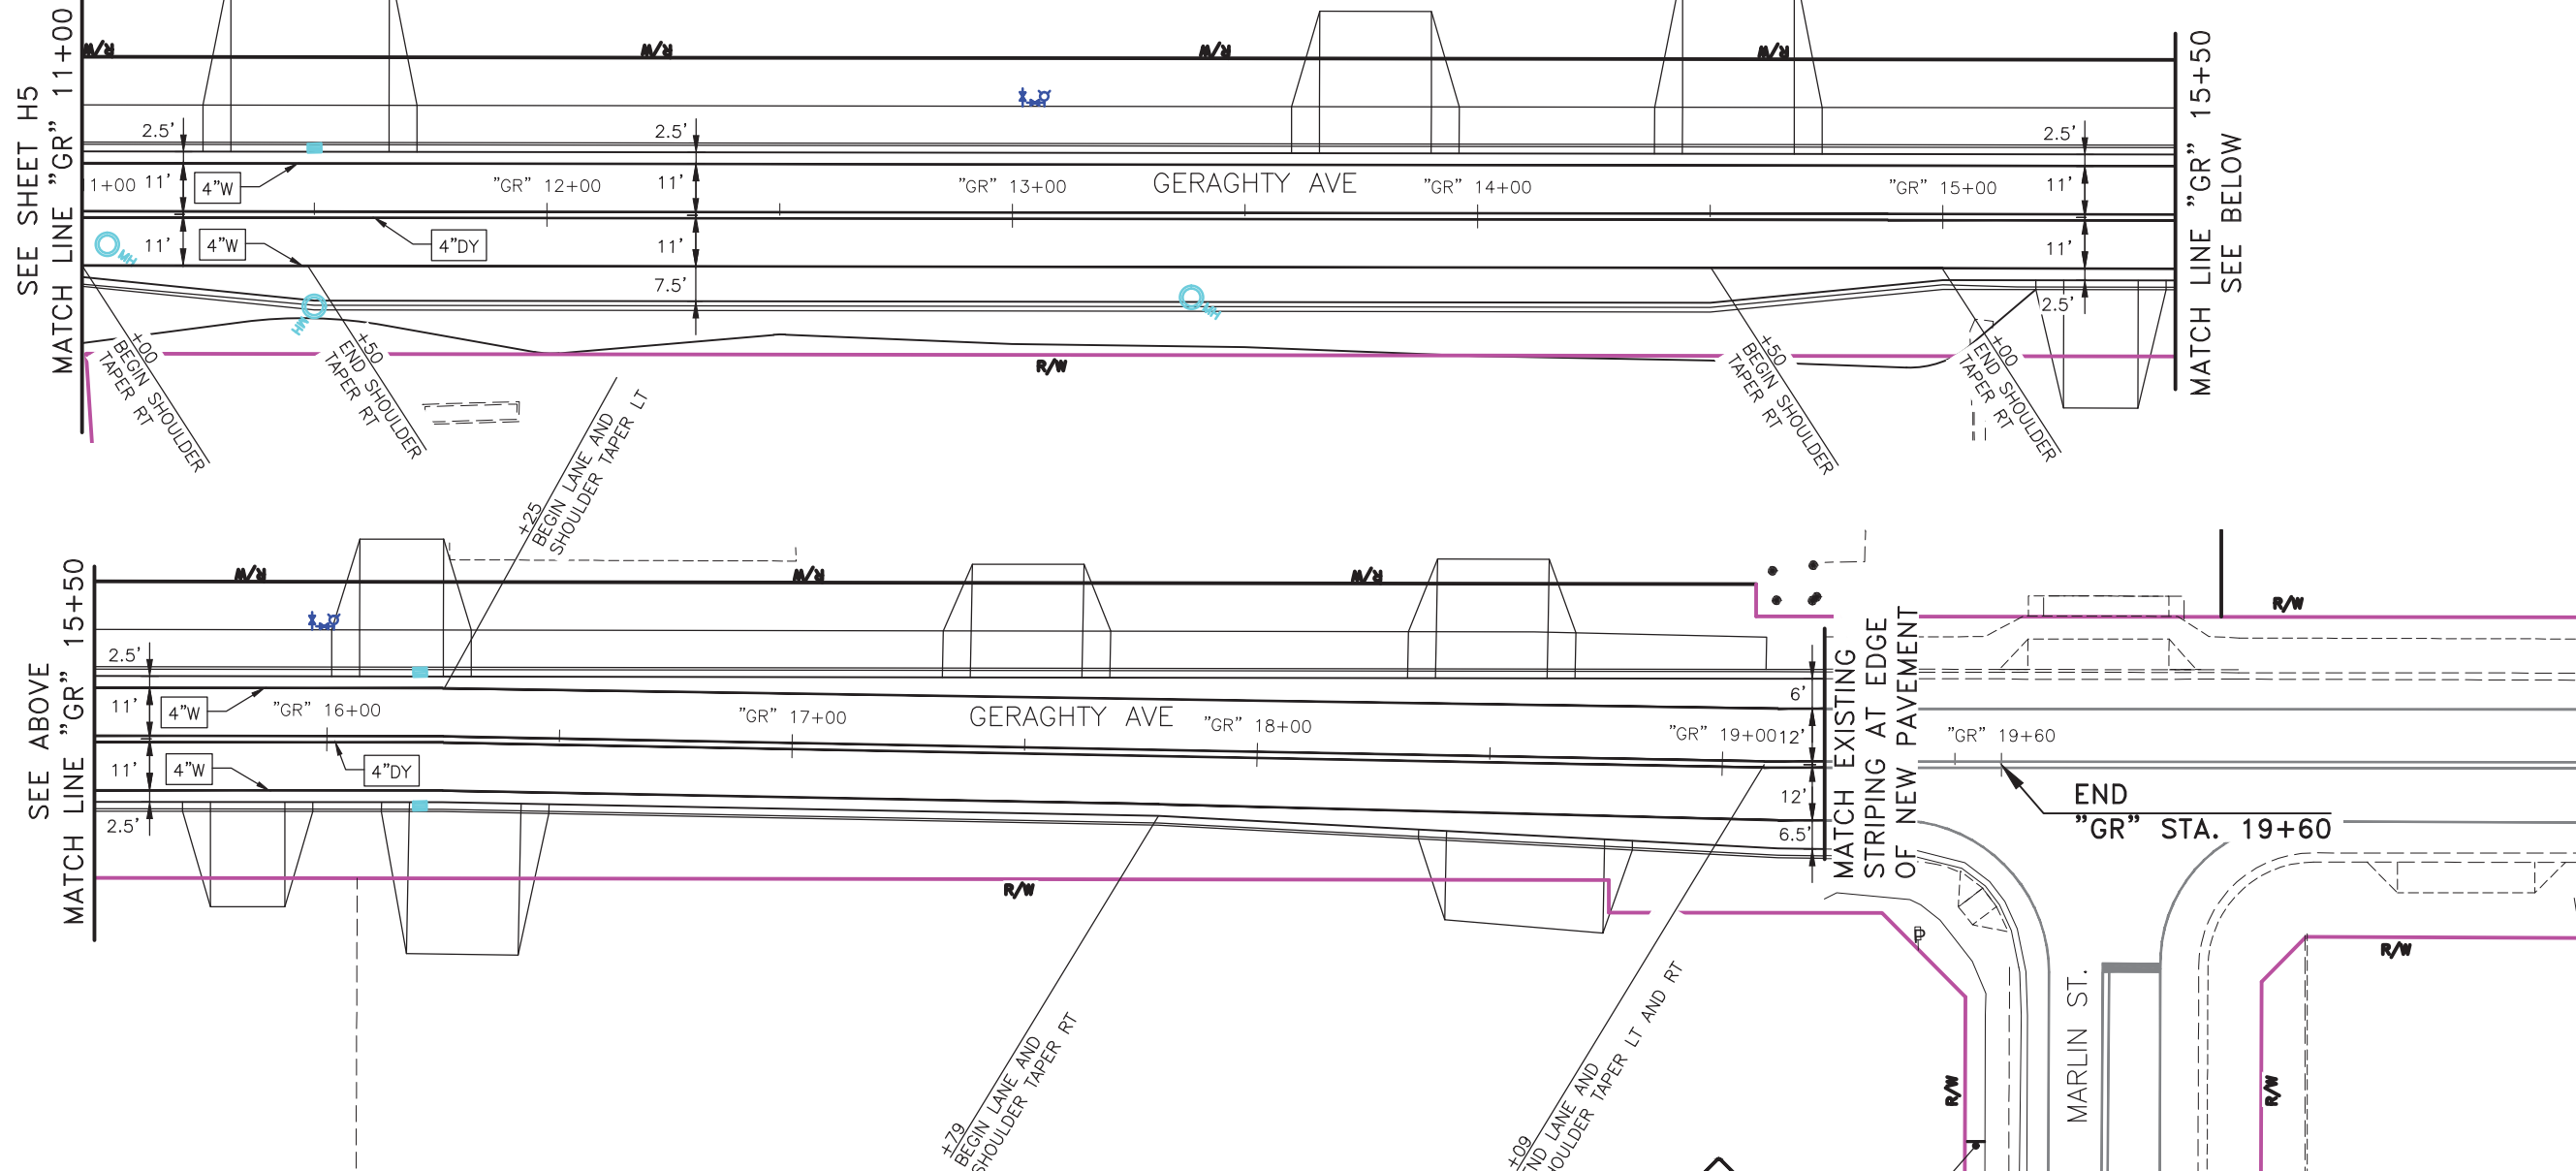 SEE SHEET H5
MATCH LINE "GR" 11+00
R/W
R/W
R/W
R/W
2.5'
2.5'
2.5'
1+00
11'
4"W
"GR" 12+00
11'
"GR" 13+00
GERAGHTY AVE
"GR" 14+00
"GR" 15+00
11'
11'
4"W
4"DY
11'
11'
MH
MH
MH
7.5'
2.5'
R/W
+00
BEGIN SHOULDER
TAPER RT
+50
END SHOULDER
TAPER RT
+50
BEGIN SHOULDER
TAPER RT
+00
END SHOULDER
TAPER RT
MATCH LINE "GR" 15+50
SEE BELOW
+25
BEGIN LANE AND
SHOULDER TAPER LT
SEE ABOVE
MATCH LINE "GR" 15+50
R/W
R/W
R/W
R/W
2.5'
11'
4"W
"GR" 16+00
"GR" 17+00
GERAGHTY AVE
"GR" 18+00
"GR" 19+00
6'
12'
11'
4"W
4"DY
12'
2.5'
6.5'
MATCH EXISTING
STRIPING AT EDGE
OF NEW PAVEMENT
"GR" 19+60
END
"GR" STA. 19+60
R/W
R/W
P
+79
BEGIN LANE AND
SHOULDER TAPER RT
+09
END LANE AND
SHOULDER TAPER LT AND RT
R/W
MARLIN ST.
R/W